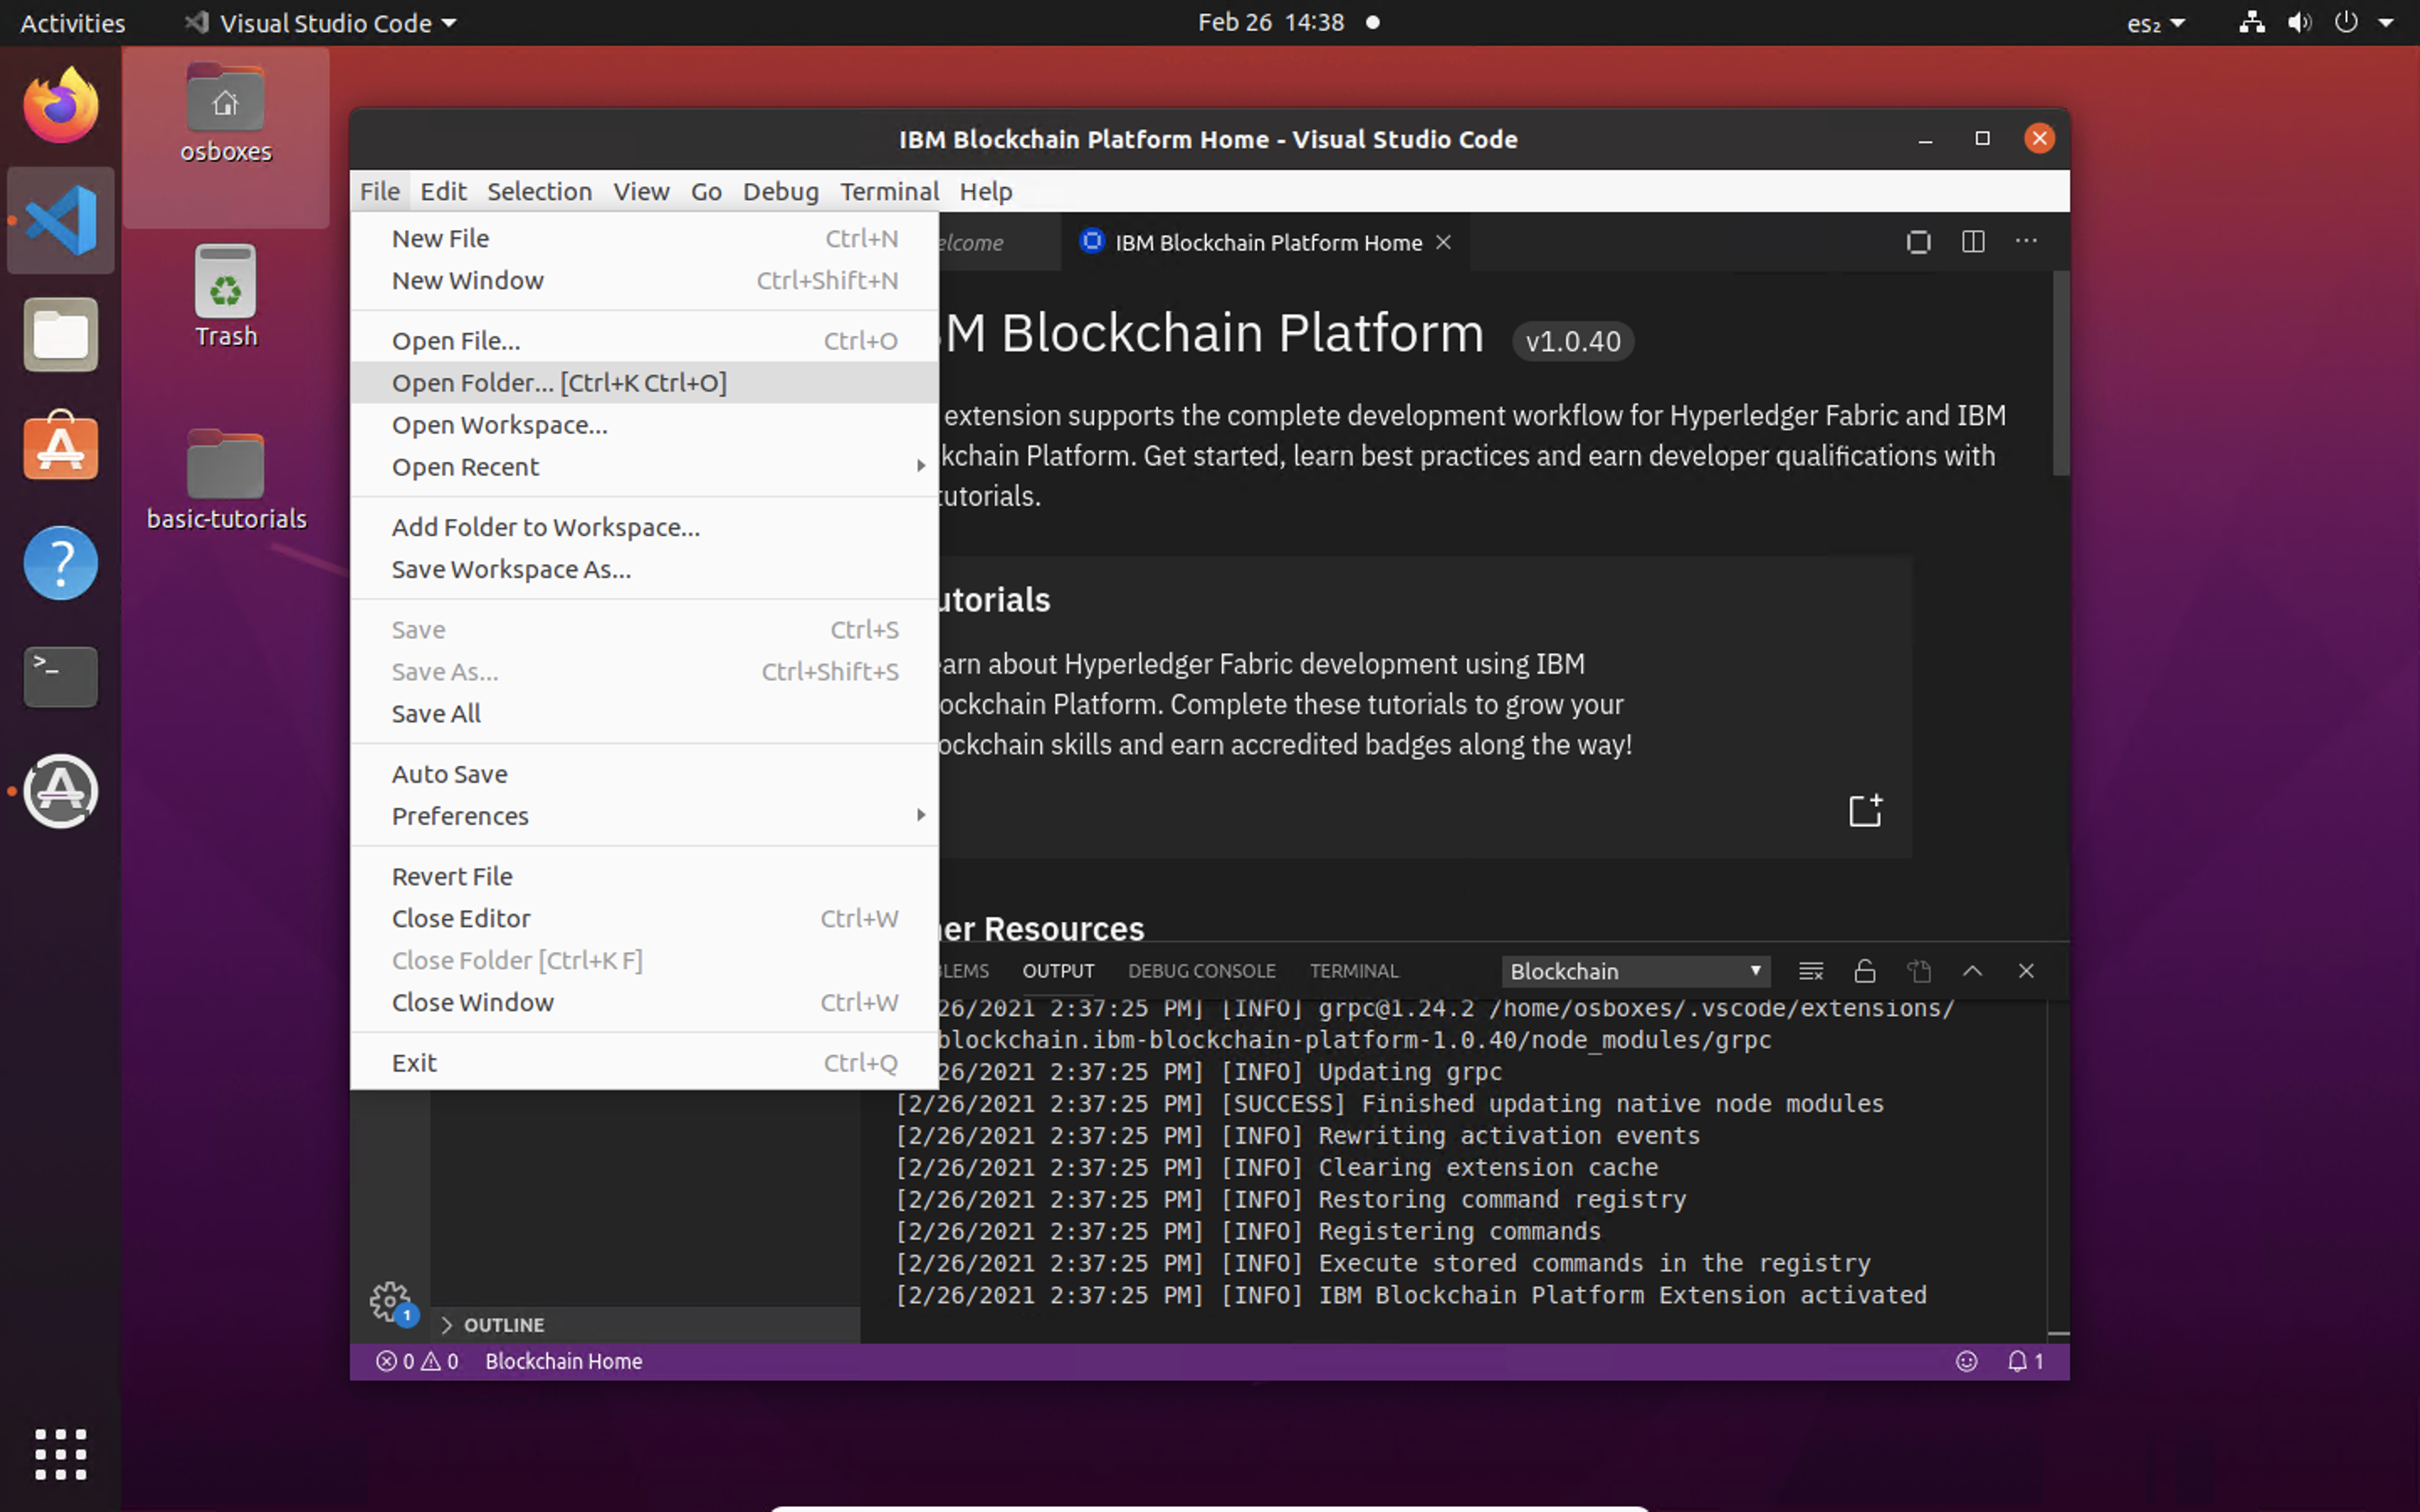 Activities
Visual Studio Code
Feb 26 14:38
es₂
osboxes
Trash
basic-tutorials
IBM Blockchain Platform Home - Visual Studio Code
File Edit Selection View Go Debug Terminal Help
New File Ctrl+N
New Window Ctrl+Shift+N
Open File... Ctrl+O
Open Folder... [Ctrl+K Ctrl+O]
Open Workspace...
Open Recent
Add Folder to Workspace...
Save Workspace As...
Save Ctrl+S
Save As... Ctrl+Shift+S
Save All
Auto Save
Preferences
Revert File
Close Editor Ctrl+W
Close Folder [Ctrl+K F]
Close Window Ctrl+W
Exit Ctrl+Q
elcome
IBM Blockchain Platform Home
M Blockchain Platform v1.0.40
extension supports the complete development workflow for Hyperledger Fabric and IBM
kchain Platform. Get started, learn best practices and earn developer qualifications with
tutorials.
utorials
arn about Hyperledger Fabric development using IBM
ockchain Platform. Complete these tutorials to grow your
ockchain skills and earn accredited badges along the way!
er Resources
BLEMS OUTPUT DEBUG CONSOLE TERMINAL Blockchain
26/2021 2:37:25 PM] [INFO] grpc@1.24.2 /home/osboxes/.vscode/extensions/
blockchain.ibm-blockchain-platform-1.0.40/node_modules/grpc
26/2021 2:37:25 PM] [INFO] Updating grpc
[2/26/2021 2:37:25 PM] [SUCCESS] Finished updating native node modules
[2/26/2021 2:37:25 PM] [INFO] Rewriting activation events
[2/26/2021 2:37:25 PM] [INFO] Clearing extension cache
[2/26/2021 2:37:25 PM] [INFO] Restoring command registry
[2/26/2021 2:37:25 PM] [INFO] Registering commands
[2/26/2021 2:37:25 PM] [INFO] Execute stored commands in the registry
[2/26/2021 2:37:25 PM] [INFO] IBM Blockchain Platform Extension activated
1
OUTLINE
0 0 Blockchain Home
1